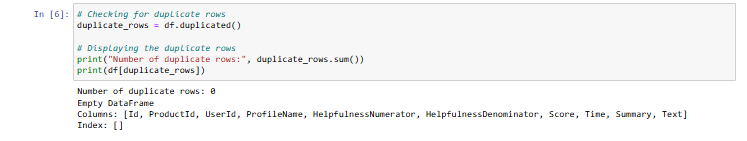 In [6]: # Checking for duplicate rows
duplicate_rows = df.duplicated()
# Displaying the duplicate rows
print("Number of duplicate rows:", duplicate_rows.sum())
print(df[duplicate_rows])
Number of duplicate rows: 0
Empty DataFrame
Columns: [Id, ProductId, UserId, ProfileName, HelpfulnessNumerator, HelpfulnessDenominator, Score, Time, Summary, Text]
Index: []